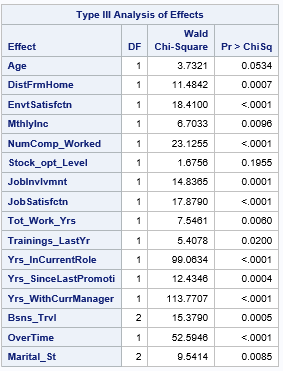 Type III Analysis of Effects
Effect DF Wald Chi-Square Pr > ChiSq
Age 1 3.7321 0.0534
DistFrmHome 1 11.4842 0.0007
EnvtSatisfctn 1 18.4100 <.0001
MthlyInc 1 6.7033 0.0096
NumComp_Worked 1 23.1255 <.0001
Stock_opt_Level 1 1.6756 0.1955
JobInvlvmnt 1 14.8365 0.0001
JobSatisfctn 1 17.8790 <.0001
Tot_Work_Yrs 1 7.5461 0.0060
Trainings_LastYr 1 5.4078 0.0200
Yrs_InCurrentRole 1 99.0634 <.0001
Yrs_SinceLastPromoti 1 12.4346 0.0004
Yrs_WithCurrManager 1 113.7707 <.0001
Bsns_Trvl 2 15.3790 0.0005
OverTime 1 52.5946 <.0001
Marital_St 2 9.5414 0.0085